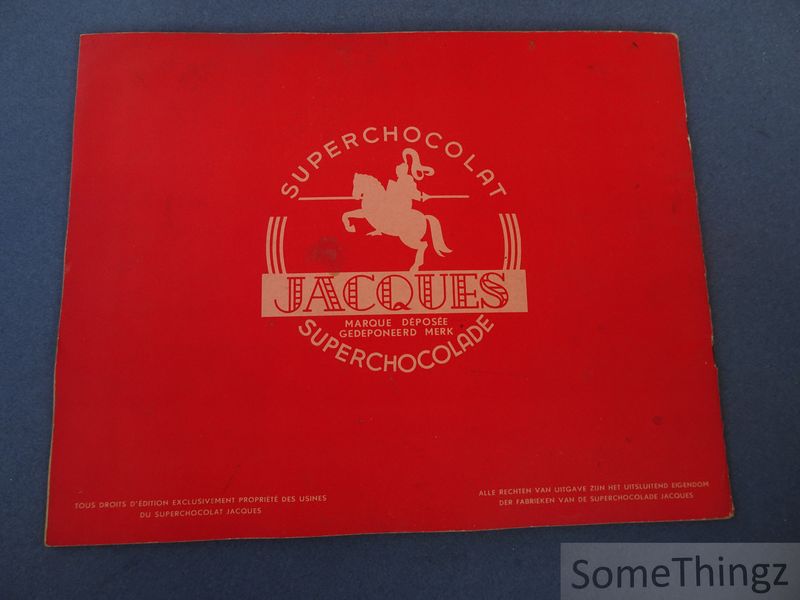 SUPERCHOCOLAT
JACQUES
MARQUE DÉPOSÉE
GEDEPONEERD MERK
SUPERCHOCOLADE
TOUS DROITS D'ÉDITION EXCLUSIVEMENT PROPRIÉTÉ DES USINES
DU SUPERCHOCOLAT JACQUES
ALLE RECHTEN VAN UITGAVE ZIJN HET UITSLUITEND EIGENDOM
DER FABRIEKEN VAN DE SUPERCHOCOLADE JACQUES
SomeThingz